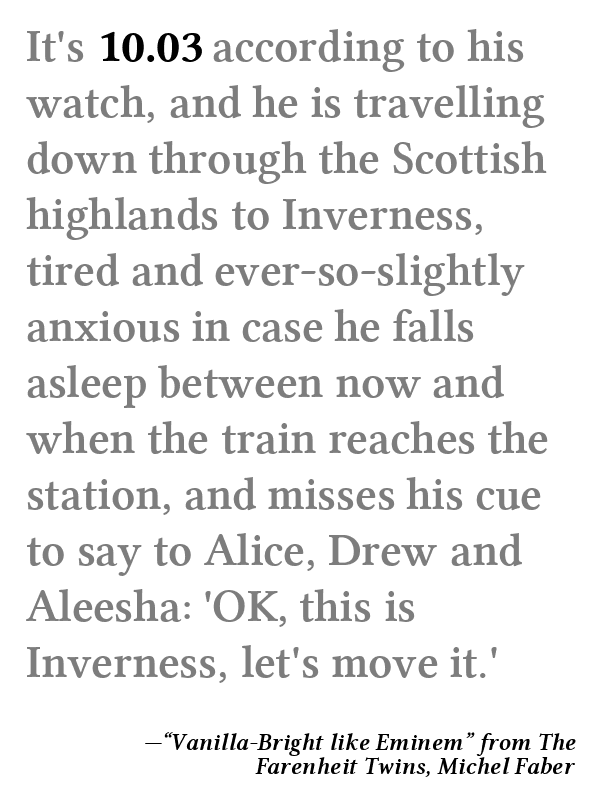 It's 10.03 according to his
watch, and he is travelling
down through the Scottish
highlands to Inverness,
tired and ever-so-slightly
anxious in case he falls
asleep between now and
when the train reaches the
station, and misses his cue
to say to Alice, Drew and
Aleesha: 'OK, this is
Inverness, let's move it.'
—“Vanilla-Bright like Eminem” from The
Farenheit Twins, Michel Faber